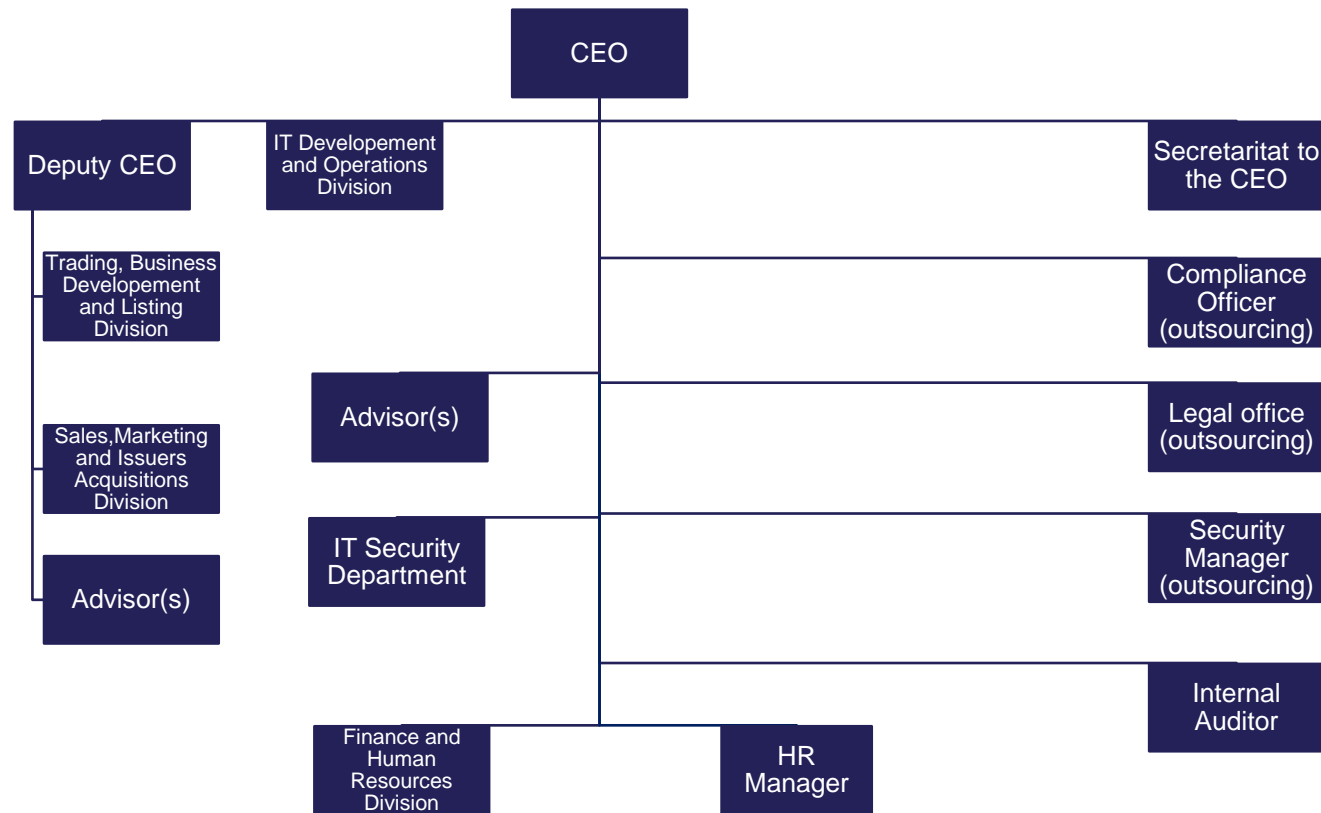 CEO
Deputy CEO
IT Developement
and Operations
Division
Secretaritat to
the CEO
Trading, Business
Developement
and Listing
Division
Compliance
Officer
(outsourcing)
Advisor(s)
Legal office
(outsourcing)
Sales,Marketing
and Issuers
Acquisitions
Division
IT Security
Department
Security
Manager
(outsourcing)
Advisor(s)
Internal
Auditor
Finance and
Human
Resources
Division
HR
Manager